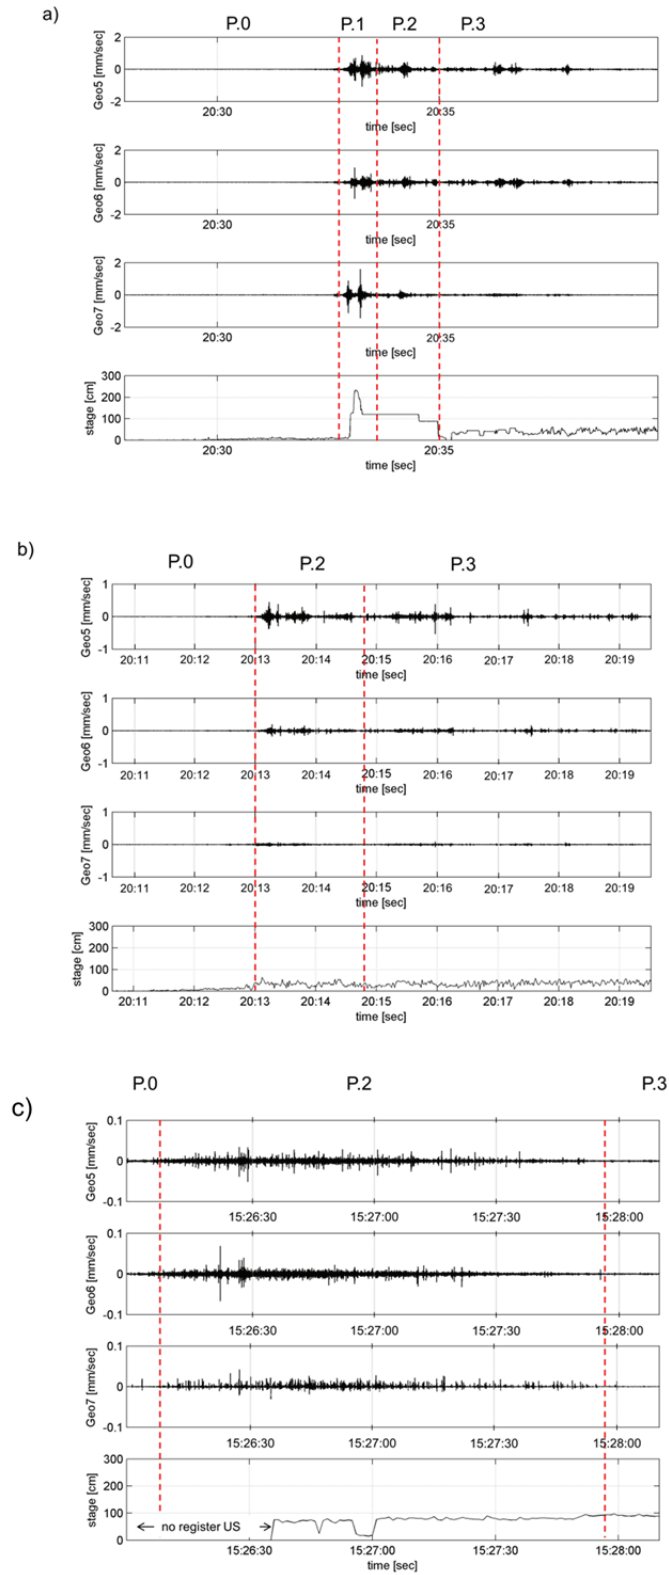 a)
P.0 P.1 P.2 P.3
Geo5 [mm/sec]
2
0
-2
20:30 20:35
time [sec]
Geo6 [mm/sec]
2
0
-2
20:30 20:35
time [sec]
Geo7 [mm/sec]
2
0
-2
20:30 20:35
time [sec]
stage [cm]
300
200
100
0
20:30 20:35
time [sec]
b)
P.0 P.2 P.3
Geo5 [mm/sec]
1
0
-1
20:11 20:12 20:13 20:14 20:15 20:16 20:17 20:18 20:19
time [sec]
Geo6 [mm/sec]
1
0
-1
20:11 20:12 20:13 20:14 20:15 20:16 20:17 20:18 20:19
time [sec]
Geo7 [mm/sec]
1
0
-1
20:11 20:12 20:13 20:14 20:15 20:16 20:17 20:18 20:19
time [sec]
stage [cm]
300
200
100
0
20:11 20:12 20:13 20:14 20:15 20:16 20:17 20:18 20:19
time [sec]
P.0 P.2 P.3
c)
Geo5 [mm/sec]
0.1
0
-0.1
15:26:30 15:27:00 15:27:30 15:28:00
Geo6 [mm/sec]
0.1
0
-0.1
15:26:30 15:27:00 15:27:30 15:28:00
Geo7 [mm/sec]
0.1
0
-0.1
15:26:30 15:27:00 15:27:30 15:28:00
stage [cm]
300
200
100
0
← no register US →
15:26:30 15:27:00 15:27:30 15:28:00
time [sec]